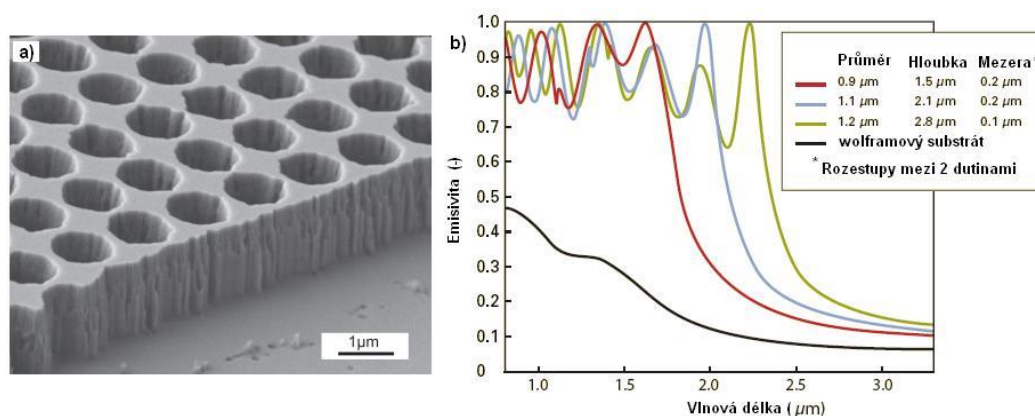 a)
1µm
b)
Emisivita (-)
1.0
0.9
0.8
0.7
0.6
0.5
0.4
0.3
0.2
0.1
0
1.0 1.5 2.0 2.5 3.0
Vlnová délka (µm)
Průměr Hloubka Mezera*
0.9 µm 1.5 µm 0.2 µm
1.1 µm 2.1 µm 0.2 µm
1.2 µm 2.8 µm 0.1 µm
wolframový substrát
* Rozestupy mezi 2 dutinami